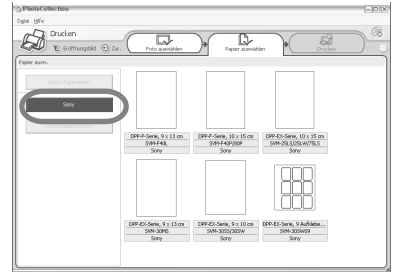 PhotoCollection
Datei Hilfe
Drucken
Eröffnungsbild Zur.
Foto auswählen
Papier auswählen
Drucken
Papier ausw.
Sony
DPP-F-Serie, 9 x 13 cm
SVM-F40L
Sony
DPP-F-Serie, 10 x 15 cm
SVM-F40P/80P
Sony
DPP-EX-Serie, 10 x 15 cm
SVM-25LS/25LW/75LS
Sony
DPP-EX-Serie, 9 x 13 cm
SVM-30MS
Sony
DPP-EX-Serie, 9 x 10 cm
SVM-30SS/30SW
Sony
DPP-EX-Serie, 9 Aufklebe...
SVM-30SW09
Sony